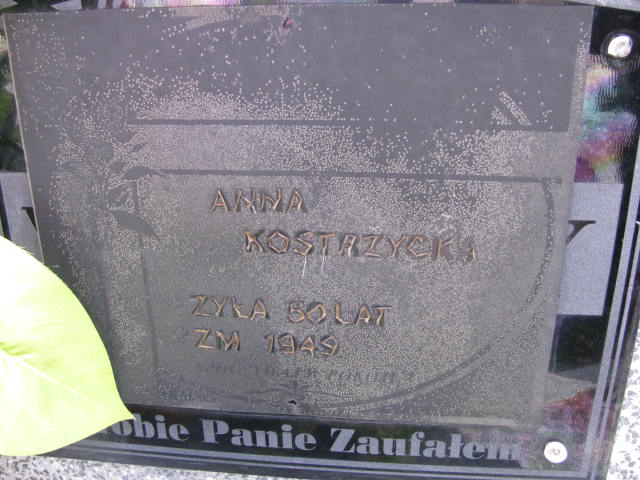 ANNA
KOSTRZYCKA
ŻYŁA 50 LAT
ZM 1949
obie Panie Zaufałem